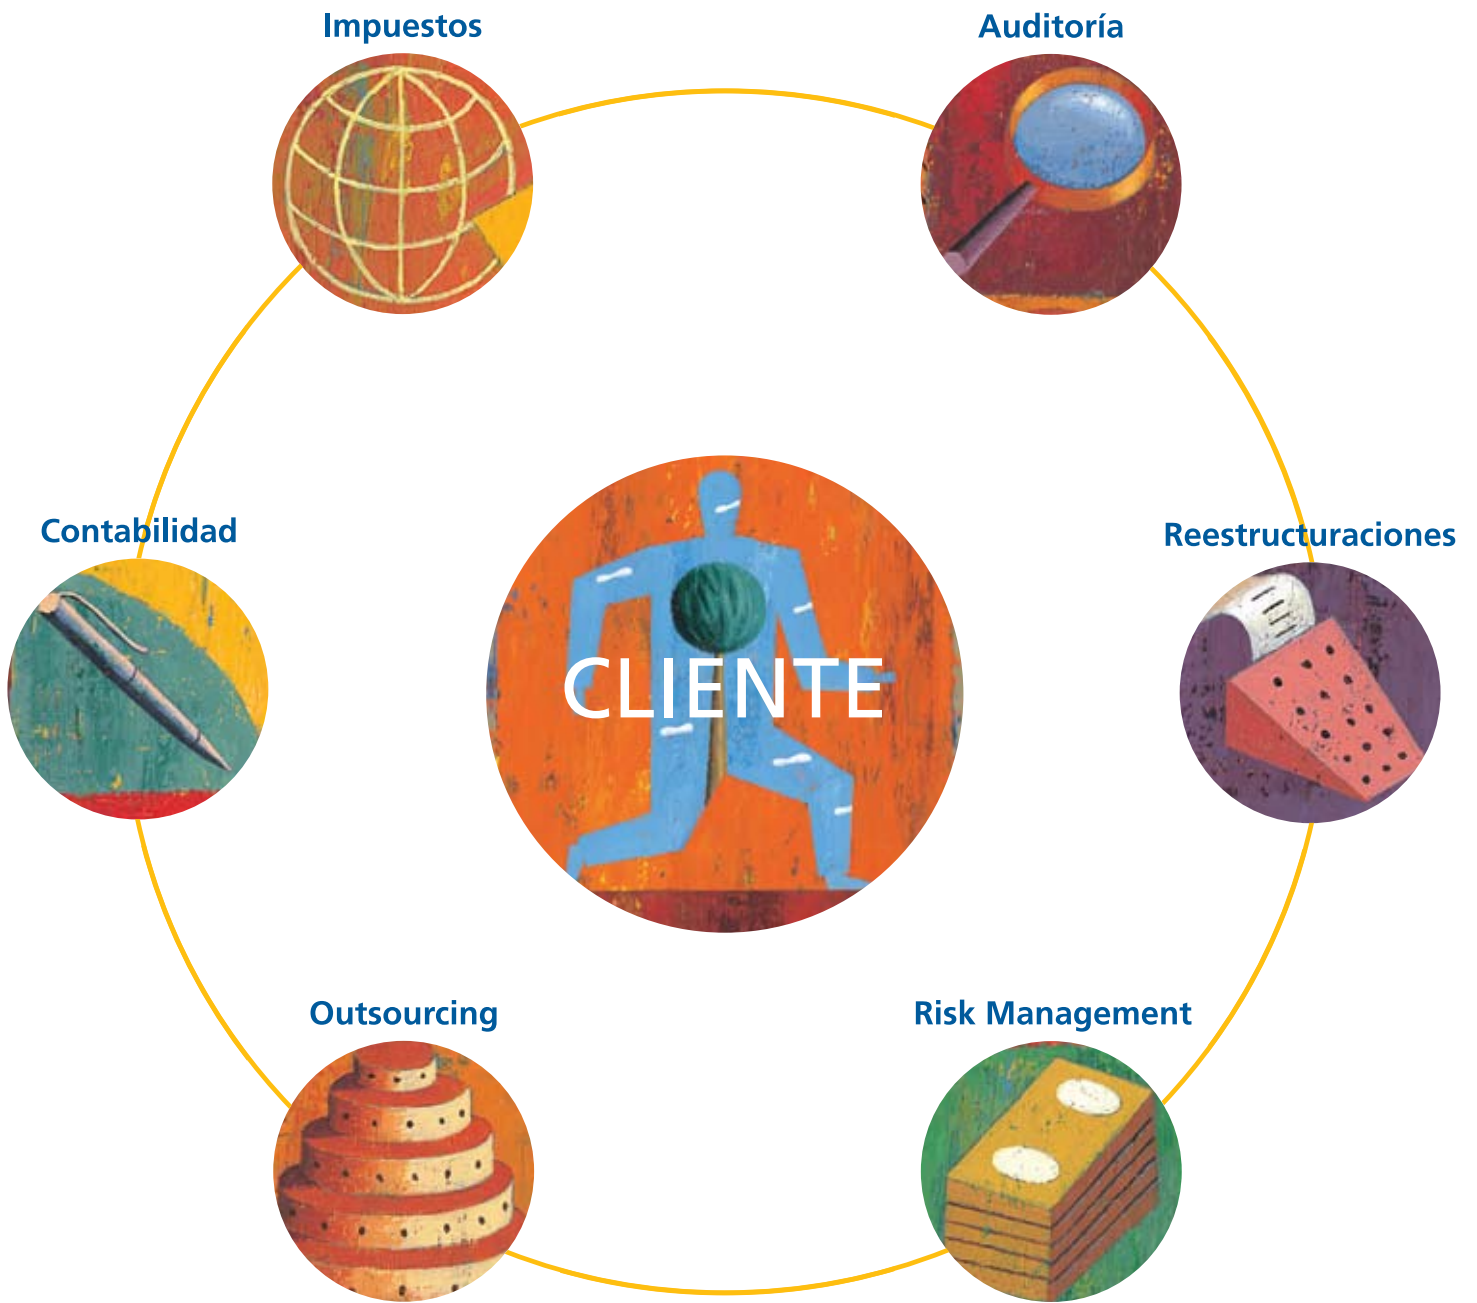 Impuestos
Auditoría
Contabilidad
Reestructuraciones
CLIENTE
Outsourcing
Risk Management